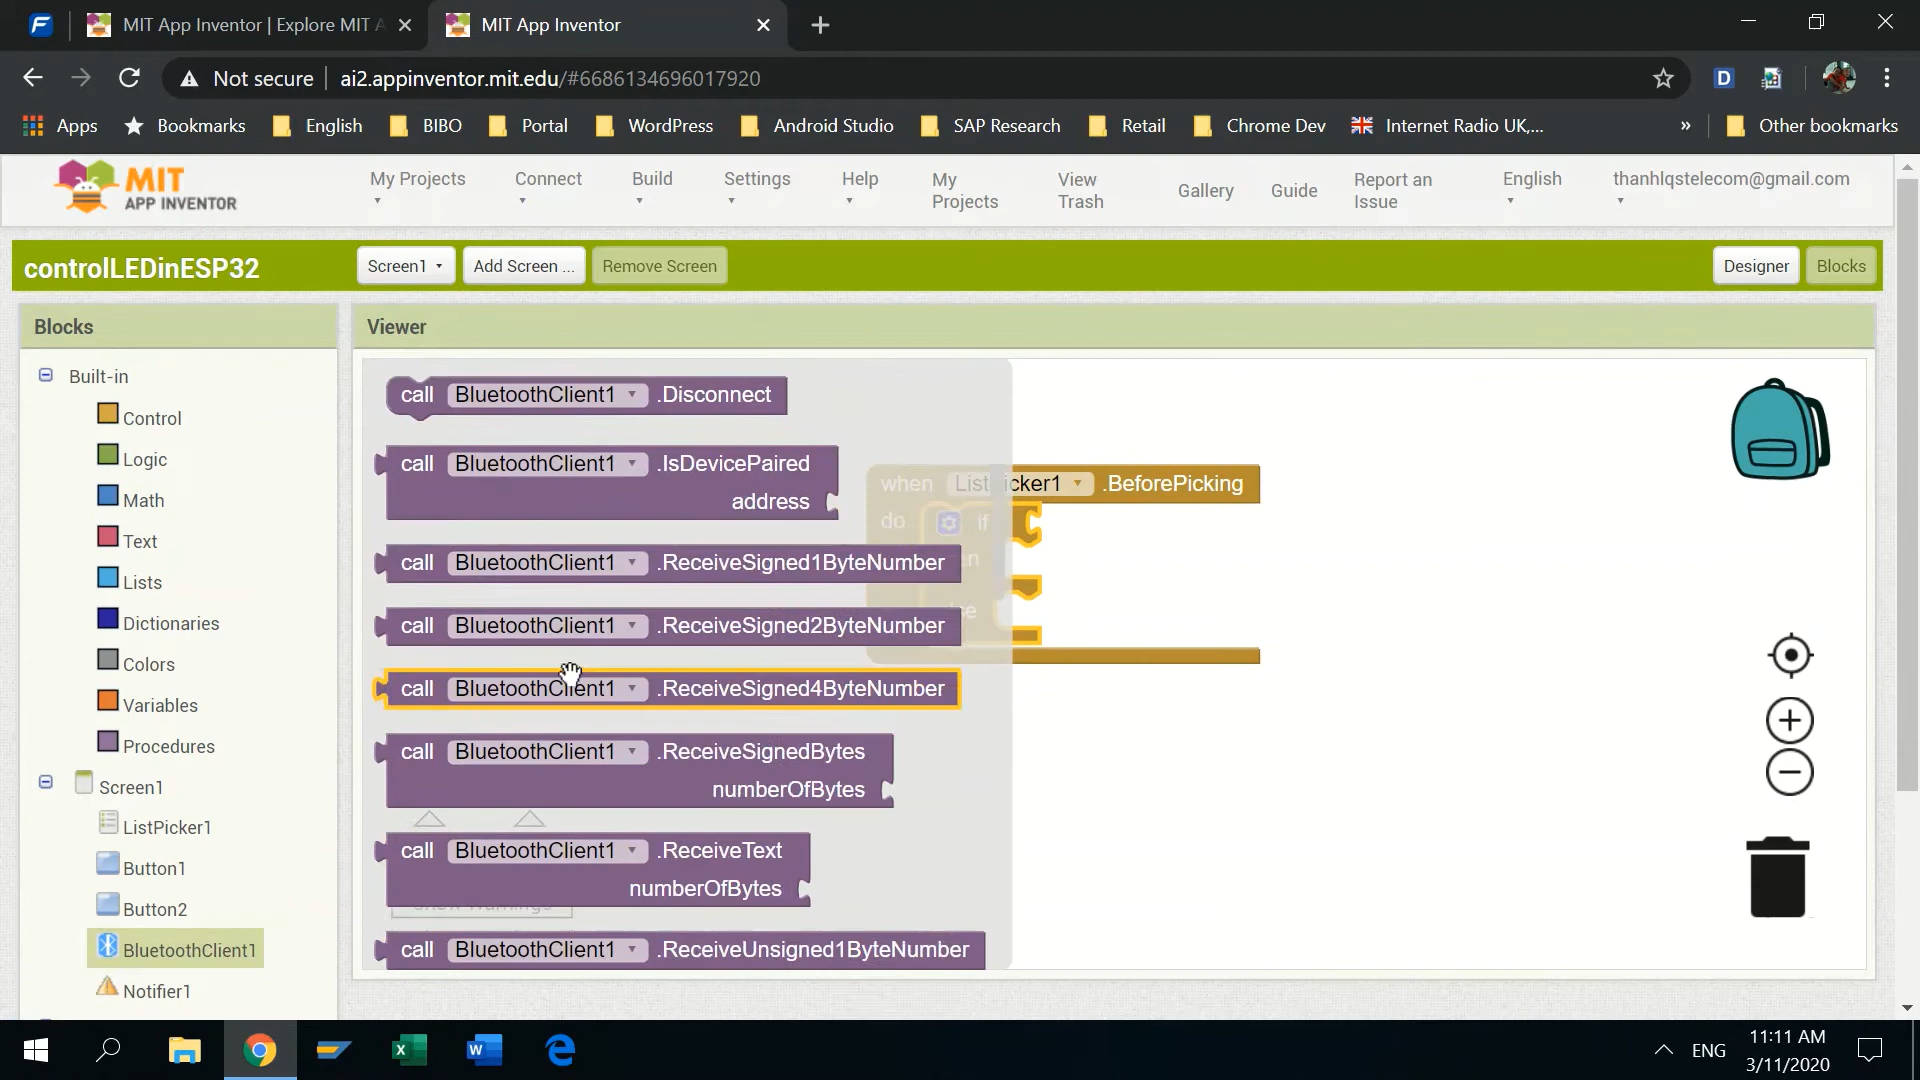 MIT App Inventor | Explore MIT A
MIT App Inventor
Not secure | ai2.appinventor.mit.edu/#6686134696017920
Apps Bookmarks English BIBO Portal WordPress Android Studio SAP Research Retail Chrome Dev Internet Radio UK,... » Other bookmarks
MIT
APP INVENTOR
My Projects
Connect
Build
Settings
Help
My
Projects
View
Trash
Gallery
Guide
Report an
Issue
English
thanhlqstelecom@gmail.com
controlLEDinESP32
Screen1
Add Screen ...
Remove Screen
Designer
Blocks
Blocks
Viewer
Built-in
Control
Logic
Math
Text
Lists
Dictionaries
Colors
Variables
Procedures
Screen1
ListPicker1
Button1
Button2
BluetoothClient1
Notifier1
call BluetoothClient1 .Disconnect
call BluetoothClient1 .IsDevicePaired
address
call BluetoothClient1 .ReceiveSigned1ByteNumber
call BluetoothClient1 .ReceiveSigned2ByteNumber
call BluetoothClient1 .ReceiveSigned4ByteNumber
call BluetoothClient1 .ReceiveSignedBytes
numberOfBytes
call BluetoothClient1 .ReceiveText
numberOfBytes
call BluetoothClient1 .ReceiveUnsigned1ByteNumber
when ListPicker1 .BeforePicking
do if
Show Warnings
ENG
11:11 AM
3/11/2020